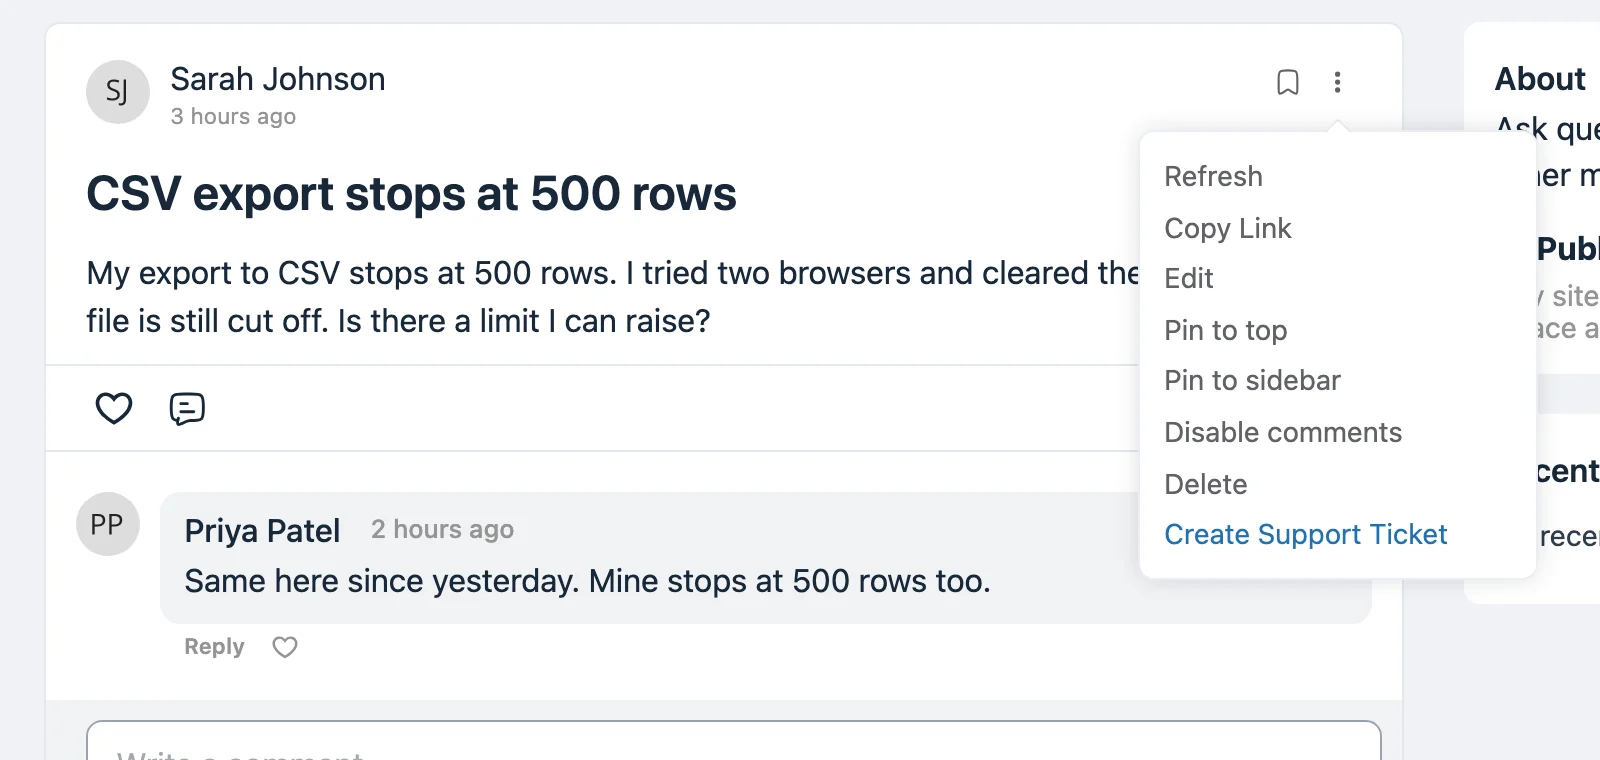 SJ
Sarah Johnson
3 hours ago
CSV export stops at 500 rows
My export to CSV stops at 500 rows. I tried two browsers and cleared the
file is still cut off. Is there a limit I can raise?
PP
Priya Patel 2 hours ago
Same here since yesterday. Mine stops at 500 rows too.
Reply
Write a comment
Refresh
Copy Link
Edit
Pin to top
Pin to sidebar
Disable comments
Delete
Create Support Ticket
About
Ask